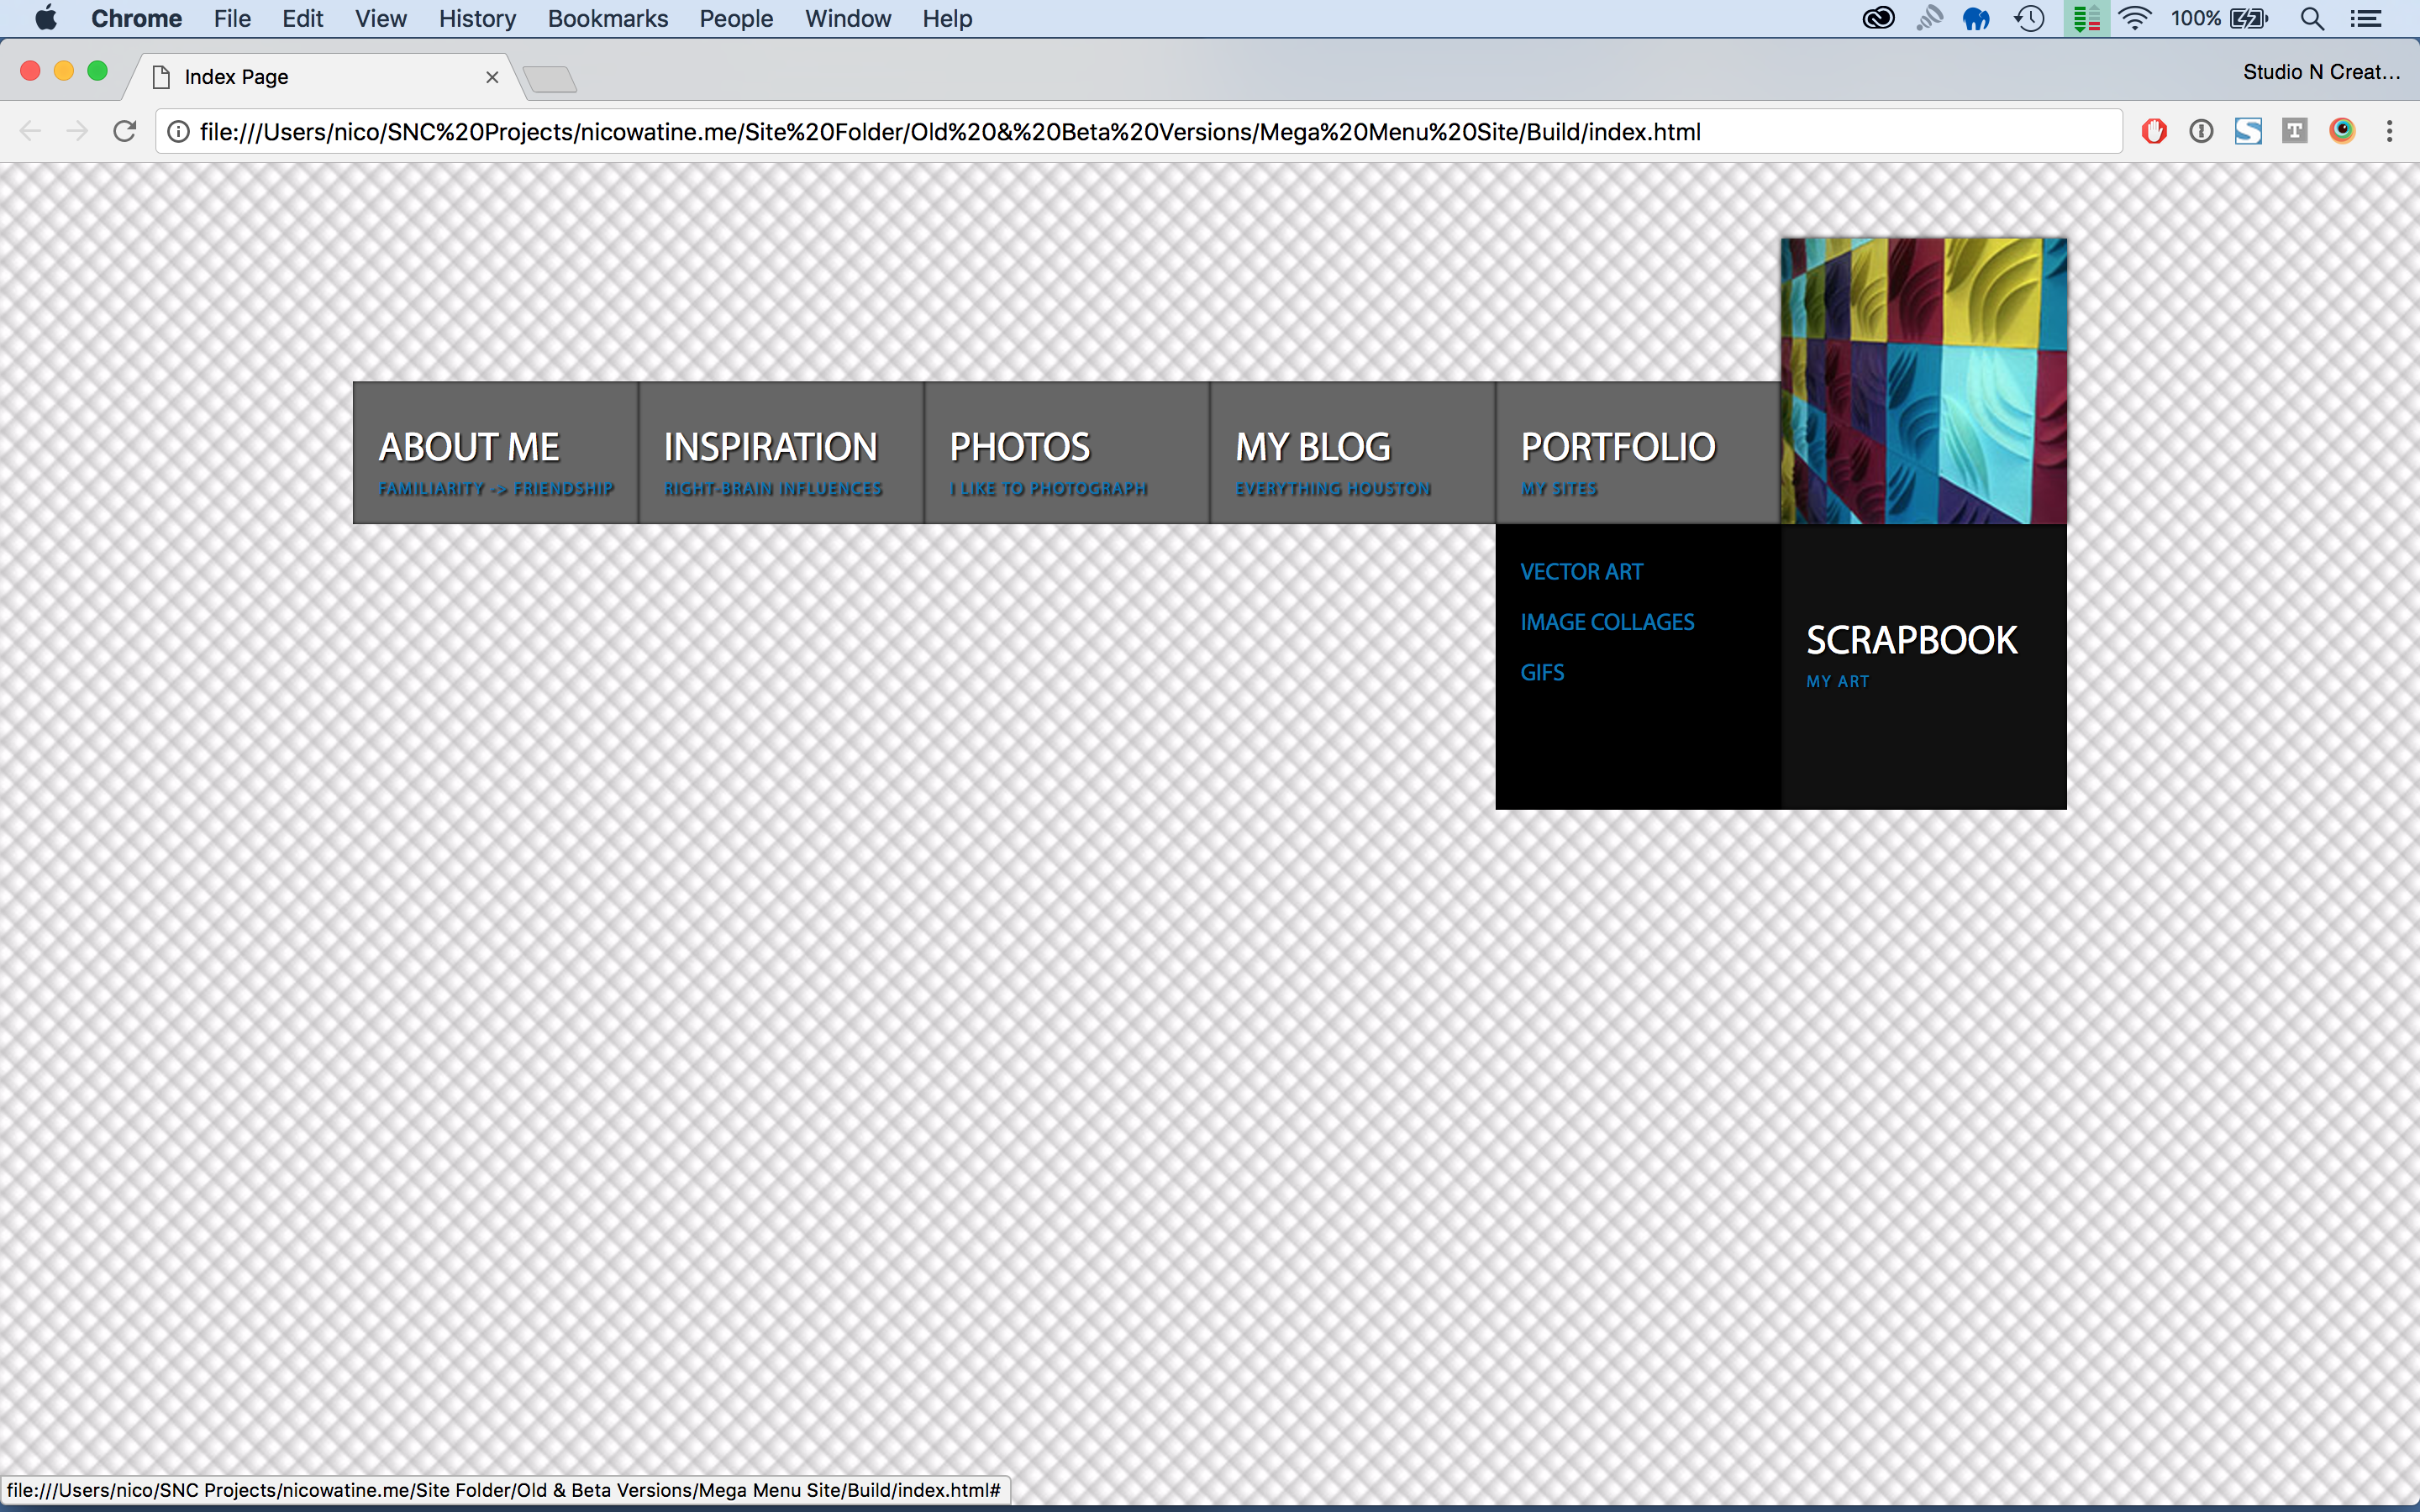 Chrome File Edit View History Bookmarks People Window Help 100%
Index Page Studio N Creat...
file:///Users/nico/SNC%20Projects/nicowatine.me/Site%20Folder/Old%20&%20Beta%20Versions/Mega%20Menu%20Site/Build/index.html
ABOUT ME
FAMILIARITY -> FRIENDSHIP
INSPIRATION
RIGHT-BRAIN INFLUENCES
PHOTOS
I LIKE TO PHOTOGRAPH
MY BLOG
EVERYTHING HOUSTON
PORTFOLIO
MY SITES
VECTOR ART
IMAGE COLLAGES
GIFS
SCRAPBOOK
MY ART
file:///Users/nico/SNC Projects/nicowatine.me/Site Folder/Old & Beta Versions/Mega Menu Site/Build/index.html#